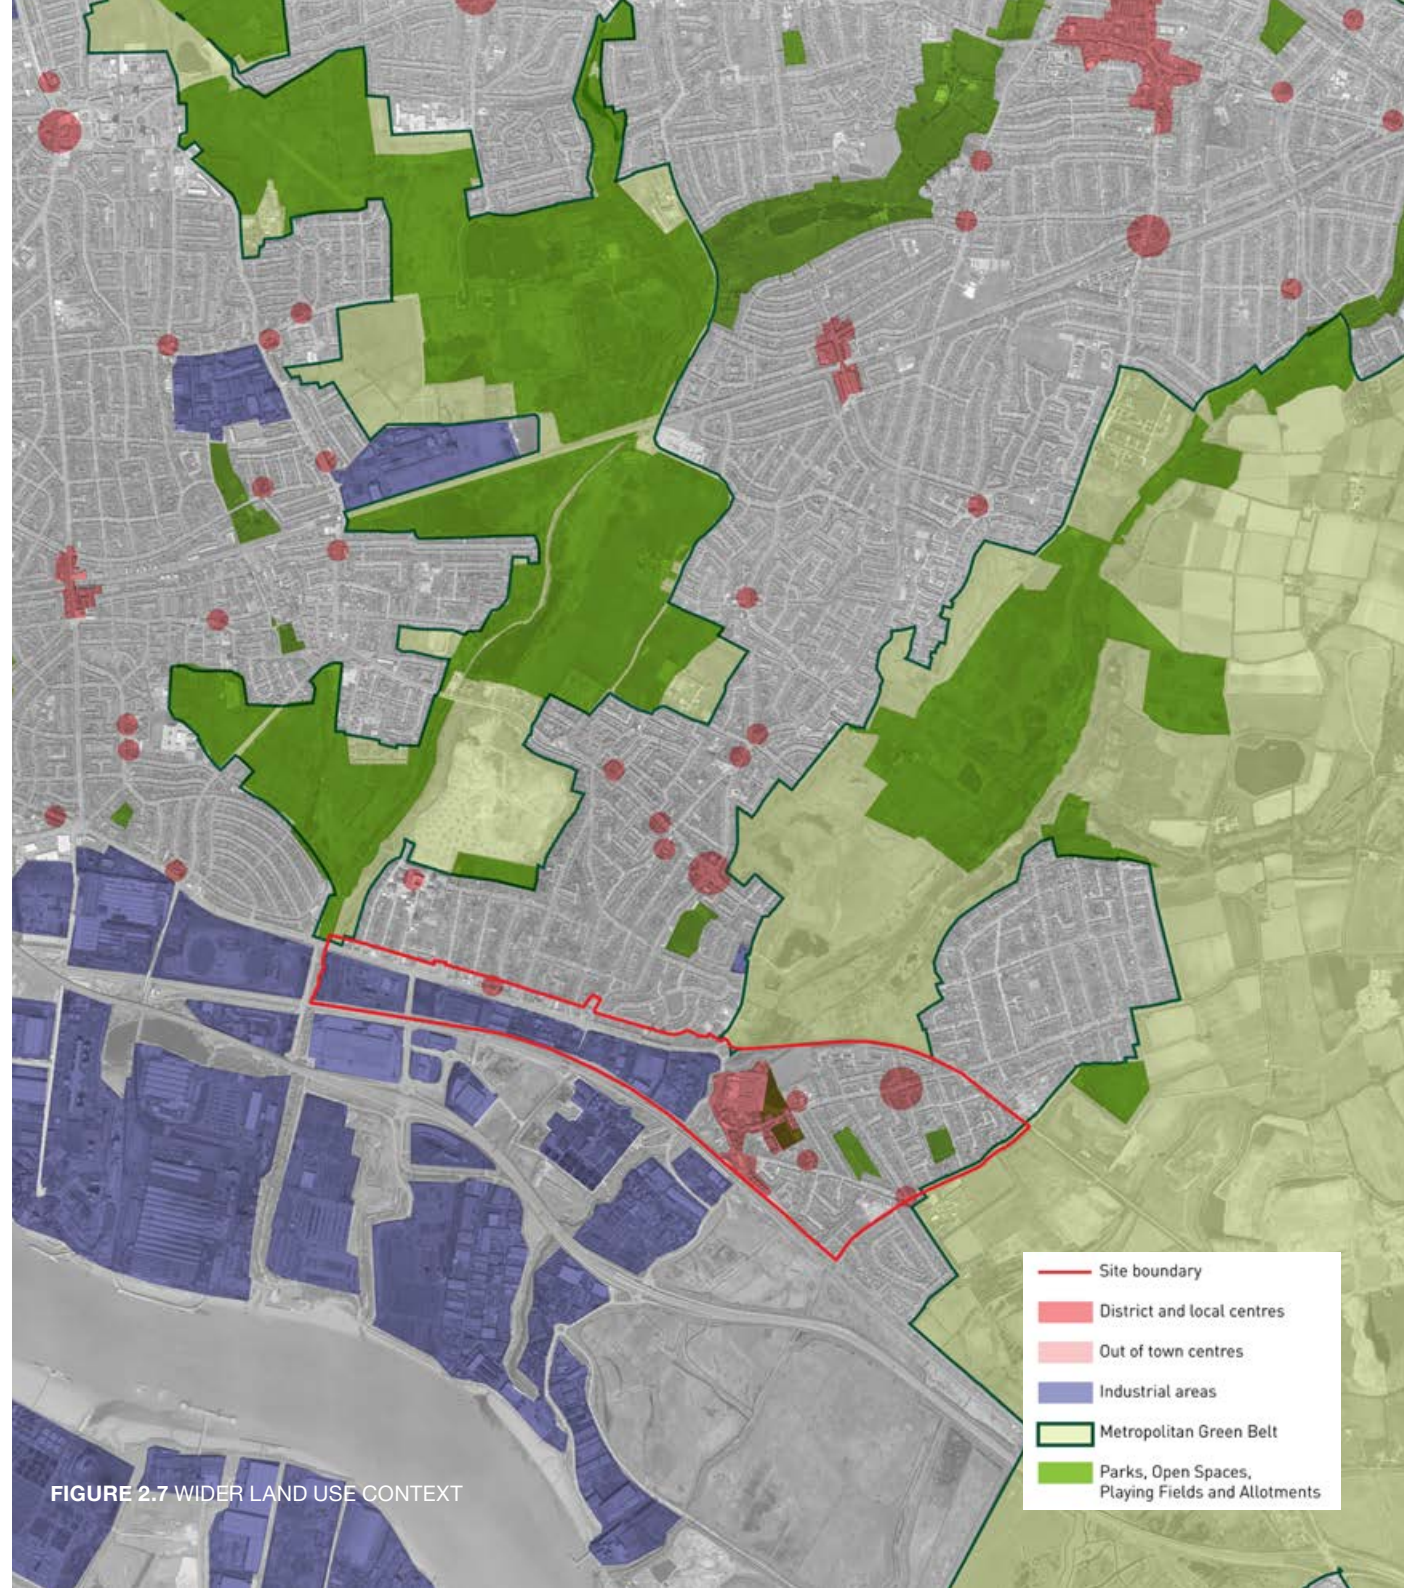 Site boundary
District and local centres
Out of town centres
Industrial areas
Metropolitan Green Belt
Parks, Open Spaces,
Playing Fields and Allotments
FIGURE 2.7 WIDER LAND USE CONTEXT